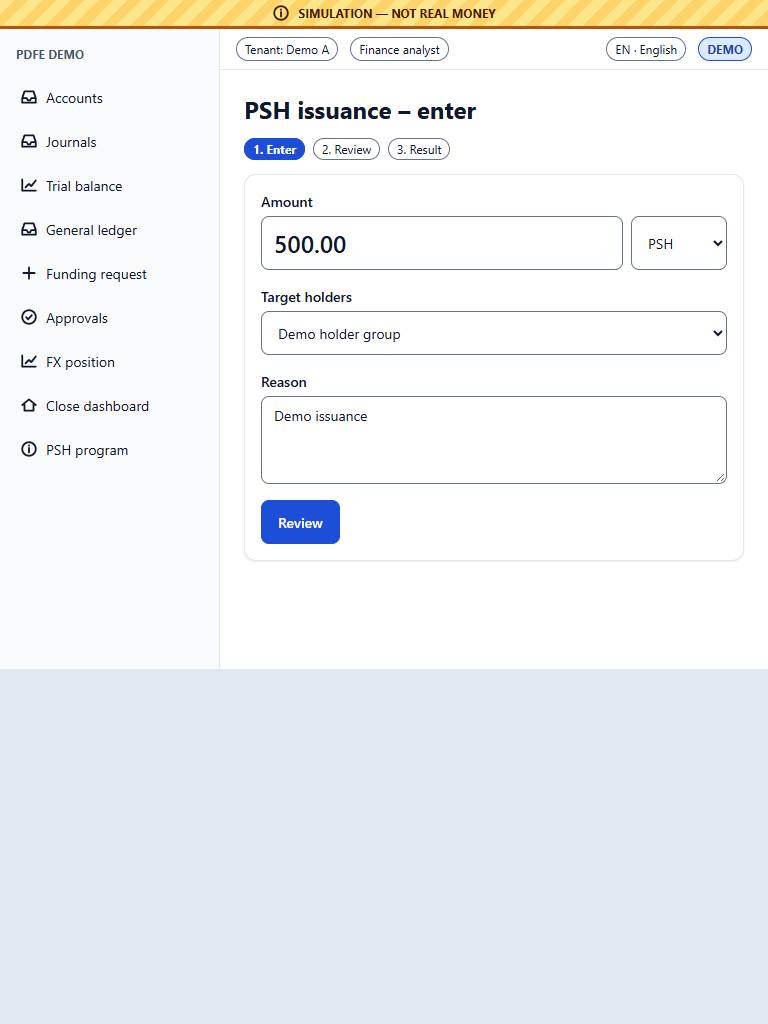 SIMULATION — NOT REAL MONEY
PDFE DEMO
Accounts
Journals
Trial balance
General ledger
Funding request
Approvals
FX position
Close dashboard
PSH program
Tenant: Demo A
Finance analyst
EN · English
DEMO
PSH issuance – enter
1. Enter
2. Review
3. Result
Amount
500.00
PSH
Target holders
Demo holder group
Reason
Demo issuance
Review